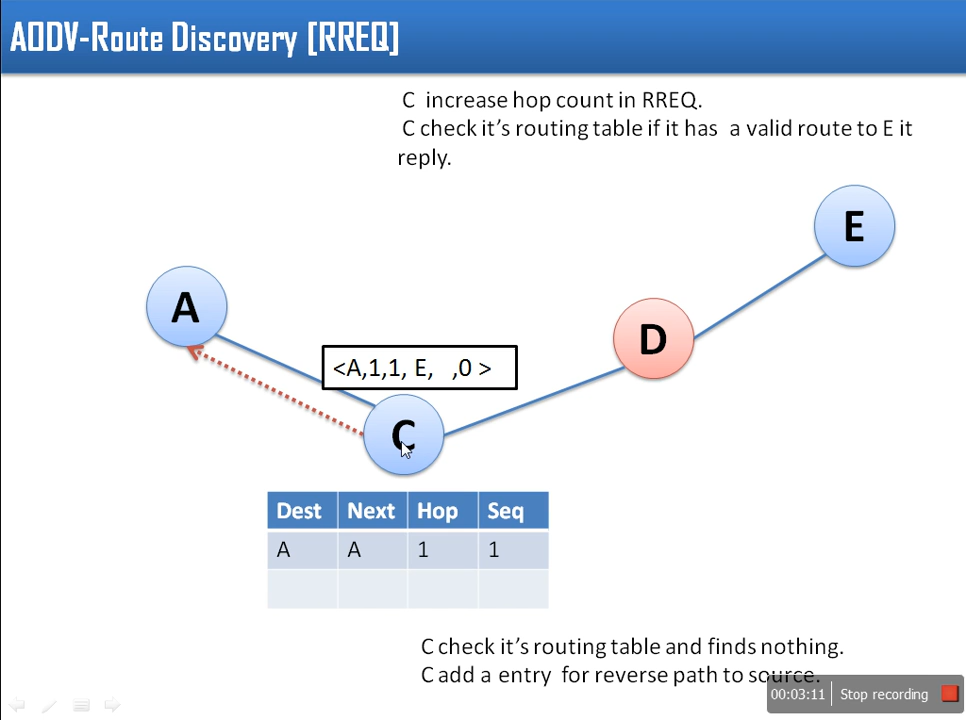 AODV-Route Discovery [RREQ]
C increase hop count in RREQ.
C check it's routing table if it has a valid route to E it
reply.
E
A
D
<A,1,1, E, ,0 >
C
Dest Next Hop Seq
A A 1 1
C check it's routing table and finds nothing.
C add a entry for reverse path to source.
00:03:11 Stop recording